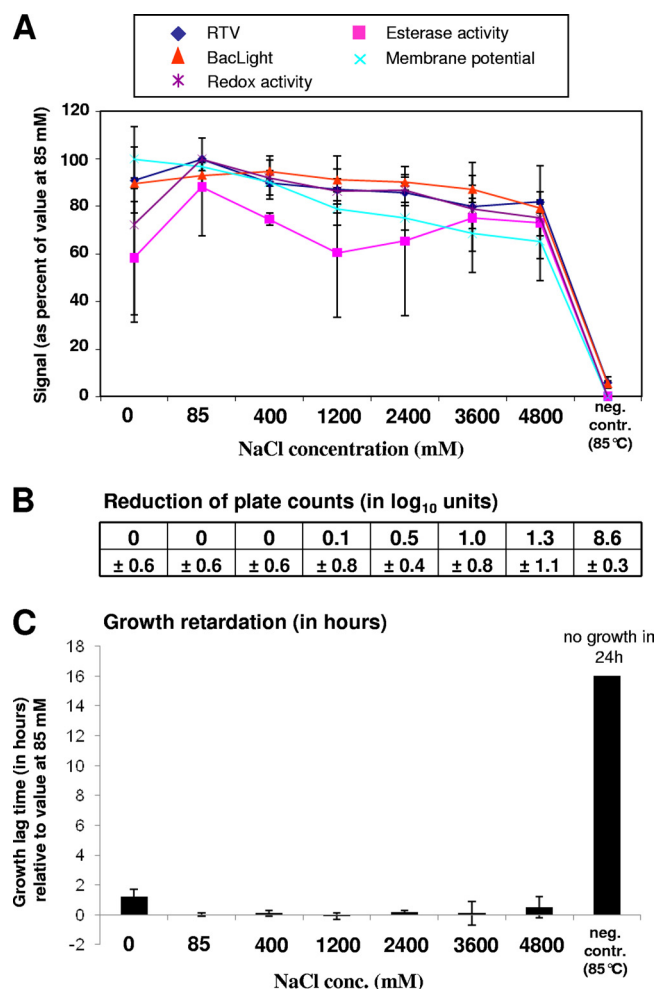 A
RTV
Esterase activity
BacLight
Membrane potential
Redox activity
Signal (as percent of value at 85 mM)
120
100
80
60
40
20
0
0 85 400 1200 2400 3600 4800 neg. contr. (85°C)
NaCl concentration (mM)
B Reduction of plate counts (in log10 units)
0 0 0 0.1 0.5 1.0 1.3 8.6
± 0.6 ± 0.6 ± 0.6 ± 0.8 ± 0.4 ± 0.8 ± 1.1 ± 0.3
C Growth retardation (in hours)
no growth in
24h
Growth lag time (in hours)
relative to value at 85 mM
18
16
14
12
10
8
6
4
2
0
-2
0 85 400 1200 2400 3600 4800 neg. contr. (85°C)
NaCl conc. (mM)